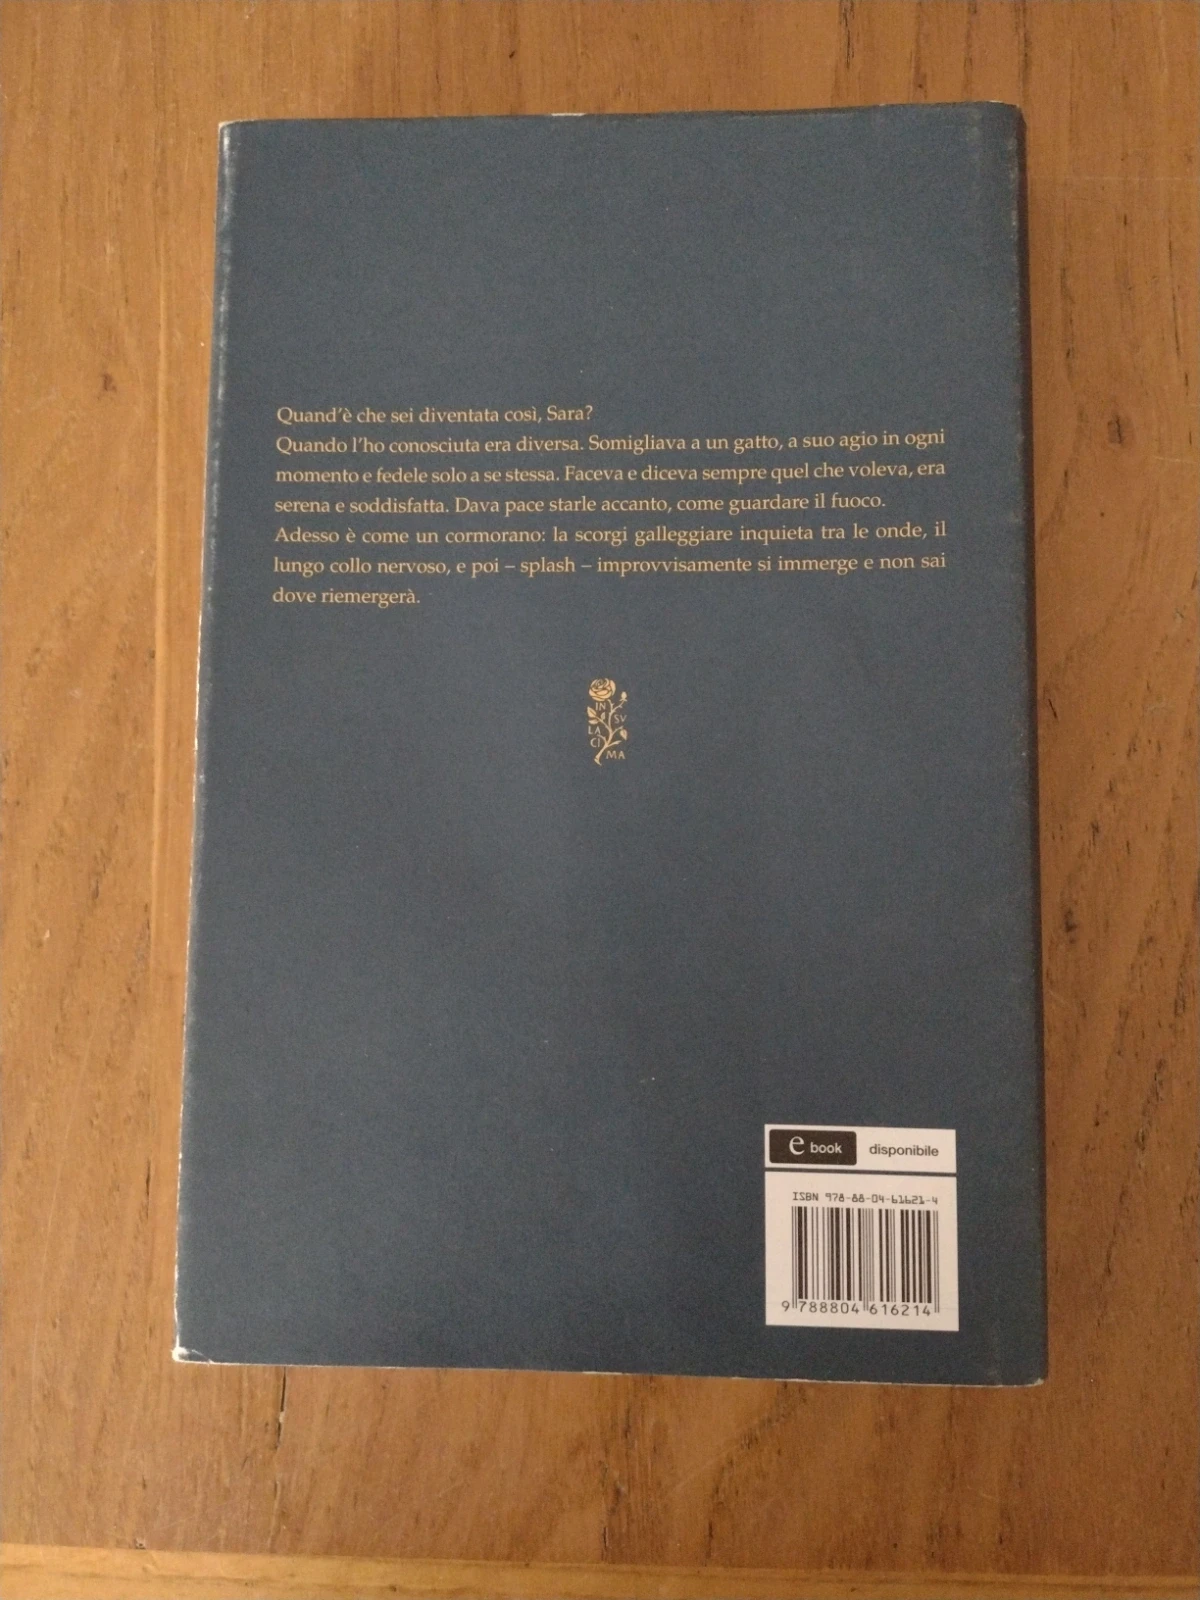 Quand'è che sei diventata così, Sara?
Quando l'ho conosciuta era diversa. Somigliava a un gatto, a suo agio in ogni
momento e fedele solo a se stessa. Faceva e diceva sempre quel che voleva, era
serena e soddisfatta. Dava pace starle accanto, come guardare il fuoco.
Adesso è come un cormorano: la scorgi galleggiare inquieta tra le onde, il
lungo collo nervoso, e poi – splash – improvvisamente si immerge e non sai
dove riemergerà.
IN
SV
LA
CI
MA
e book disponibile
ISBN 978-88-04-61621-4
9 788804 616214